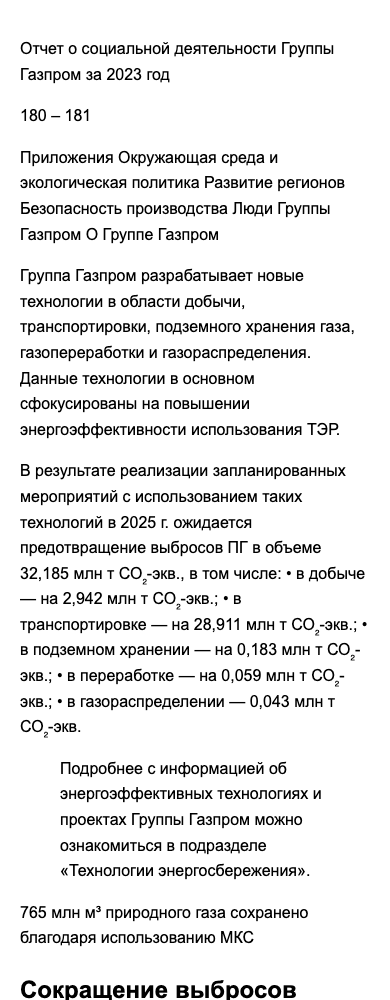 Отчет о социальной деятельности Группы
Газпром за 2023 год
180 – 181
Приложения Окружающая среда и
экологическая политика Развитие регионов
Безопасность производства Люди Группы
Газпром О Группе Газпром
Группа Газпром разрабатывает новые
технологии в области добычи,
транспортировки, подземного хранения газа,
газопереработки и газораспределения.
Данные технологии в основном
сфокусированы на повышении
энергоэффективности использования ТЭР.
В результате реализации запланированных
мероприятий с использованием таких
технологий в 2025 г. ожидается
предотвращение выбросов ПГ в объеме
32,185 млн т CO₂-экв., в том числе: • в добыче
— на 2,942 млн т CO₂-экв.; • в
транспортировке — на 28,911 млн т CO₂-экв.; •
в подземном хранении — на 0,183 млн т CO₂-
экв.; • в переработке — на 0,059 млн т CO₂-
экв.; • в газораспределении — 0,043 млн т
CO₂-экв.
Подробнее с информацией об
энергоэффективных технологиях и
проектах Группы Газпром можно
ознакомиться в подразделе
«Технологии энергосбережения».
765 млн м³ природного газа сохранено
благодаря использованию МКС
Сокращение выбросов